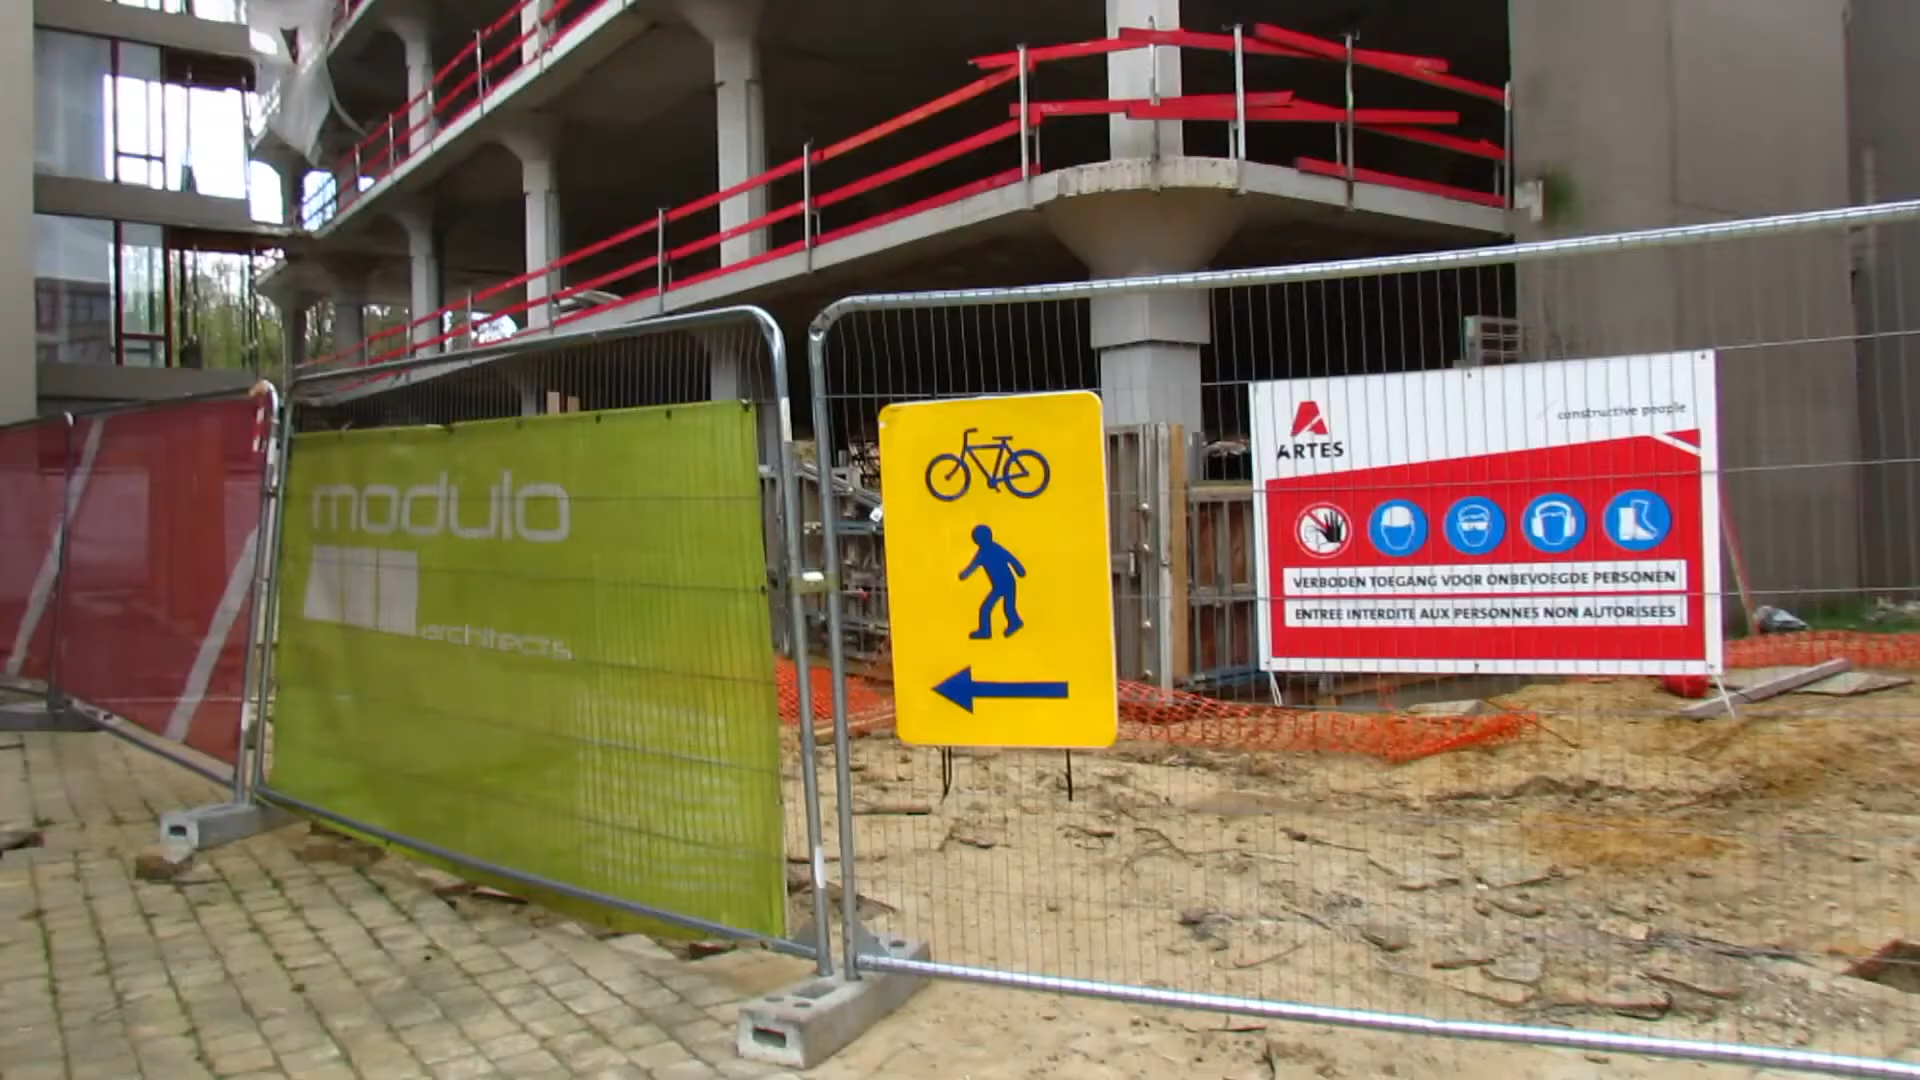 modulo
architects
ARTES
constructive people
VERBODEN TOEGANG VOOR ONBEVOEGDE PERSONEN
ENTREE INTERDITE AUX PERSONNES NON AUTORISEES